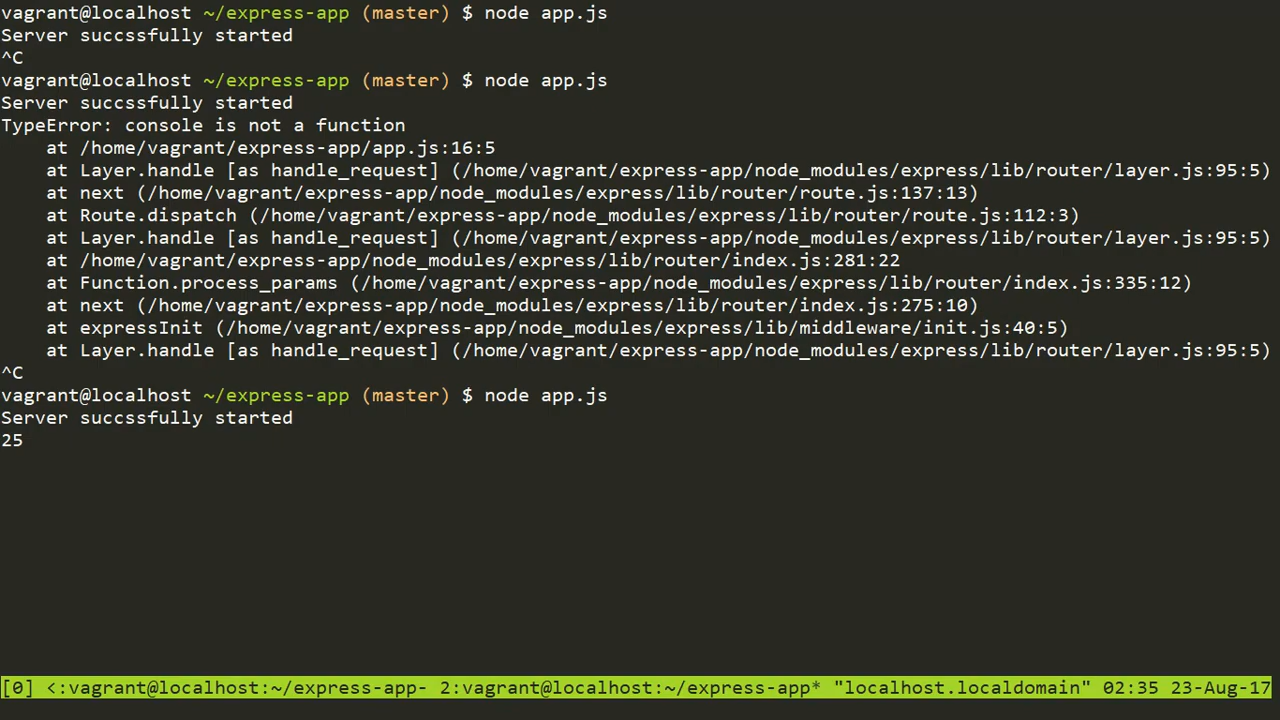 vagrant@localhost ~/express-app (master) $ node app.js
Server succssfully started
^C
vagrant@localhost ~/express-app (master) $ node app.js
Server succssfully started
TypeError: console is not a function
    at /home/vagrant/express-app/app.js:16:5
    at Layer.handle [as handle_request] (/home/vagrant/express-app/node_modules/express/lib/router/layer.js:95:5)
    at next (/home/vagrant/express-app/node_modules/express/lib/router/route.js:137:13)
    at Route.dispatch (/home/vagrant/express-app/node_modules/express/lib/router/route.js:112:3)
    at Layer.handle [as handle_request] (/home/vagrant/express-app/node_modules/express/lib/router/layer.js:95:5)
    at /home/vagrant/express-app/node_modules/express/lib/router/index.js:281:22
    at Function.process_params (/home/vagrant/express-app/node_modules/express/lib/router/index.js:335:12)
    at next (/home/vagrant/express-app/node_modules/express/lib/router/index.js:275:10)
    at expressInit (/home/vagrant/express-app/node_modules/express/lib/middleware/init.js:40:5)
    at Layer.handle [as handle_request] (/home/vagrant/express-app/node_modules/express/lib/router/layer.js:95:5)
^C
vagrant@localhost ~/express-app (master) $ node app.js
Server succssfully started
25
[0] <:vagrant@localhost:~/express-app- 2:vagrant@localhost:~/express-app* "localhost.localdomain" 02:35 23-Aug-17